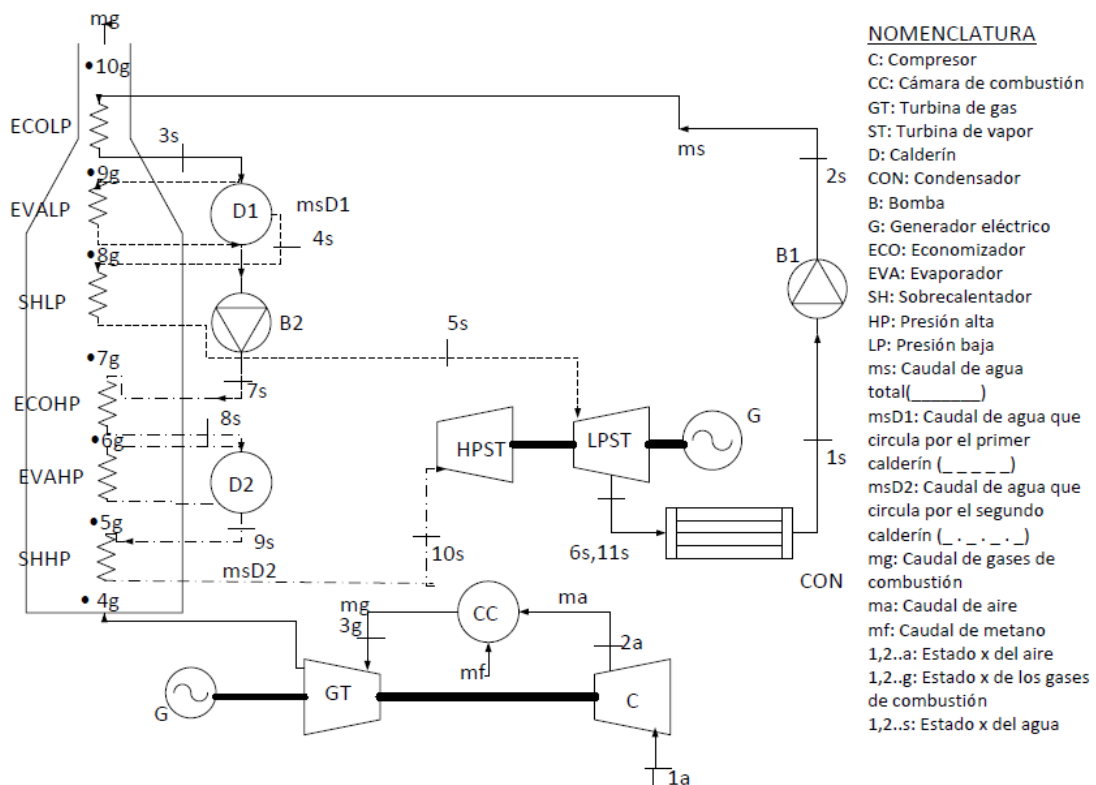 mg
•10g
ECOLP
3s
ms
2s
•9g
EVALP
D1
msD1
4s
•8g
B1
SHLP
B2
5s
•7g
7s
ECOHP
8s
G
•6g
HPST
LPST
1s
EVAHP
D2
•5g
9s
10s
6s,11s
SHHP
msD2
CON
•4g
mg
CC
ma
3g
mf
2a
GT
C
G
1a
NOMENCLATURA
C: Compresor
CC: Cámara de combustión
GT: Turbina de gas
ST: Turbina de vapor
D: Calderín
CON: Condensador
B: Bomba
G: Generador eléctrico
ECO: Economizador
EVA: Evaporador
SH: Sobrecalentador
HP: Presión alta
LP: Presión baja
ms: Caudal de agua
total(_______)
msD1: Caudal de agua que
circula por el primer
calderín (_ _ _ _ _)
msD2: Caudal de agua que
circula por el segundo
calderín (_ . _ . _ . _)
mg: Caudal de gases de
combustión
ma: Caudal de aire
mf: Caudal de metano
1,2..a: Estado x del aire
1,2..g: Estado x de los gases
de combustión
1,2..s: Estado x del agua